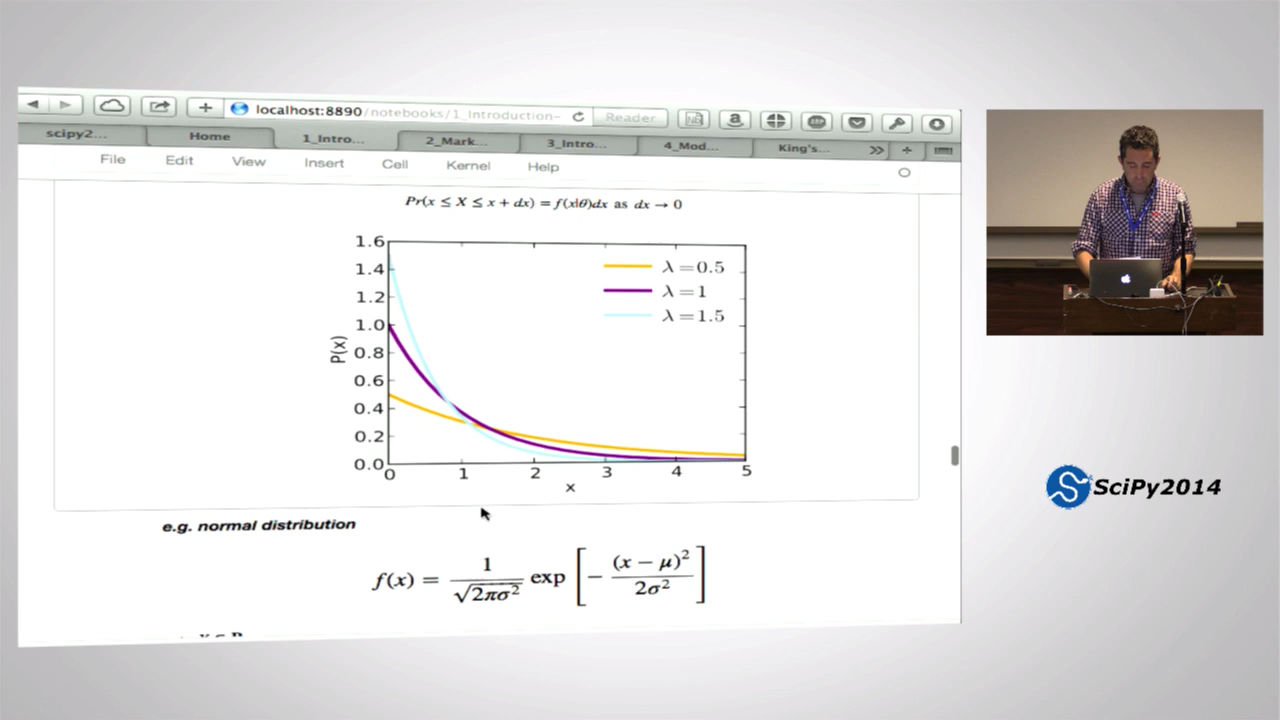 localhost:8890/notebooks/1_Introduction-
Reader
scipy2...
Home
1_Intro...
2_Mark...
3_Intro...
4_Mod...
King's...
File Edit View Insert Cell Kernel Help
Pr(x ≤ X ≤ x + dx) = f(x|θ)dx as dx → 0
1.6
1.4
1.2
1.0
0.8
0.6
0.4
0.2
0.0
P(x)
λ=0.5
λ=1
λ=1.5
0 1 2 3 4 5
x
e.g. normal distribution
f(x) = 1/√2πσ² exp [−(x − μ)²/2σ²]
SciPy2014